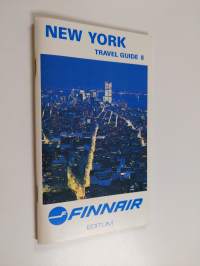 NEW YORK
TRAVEL GUIDE 8
FINNAIR
EDITUM